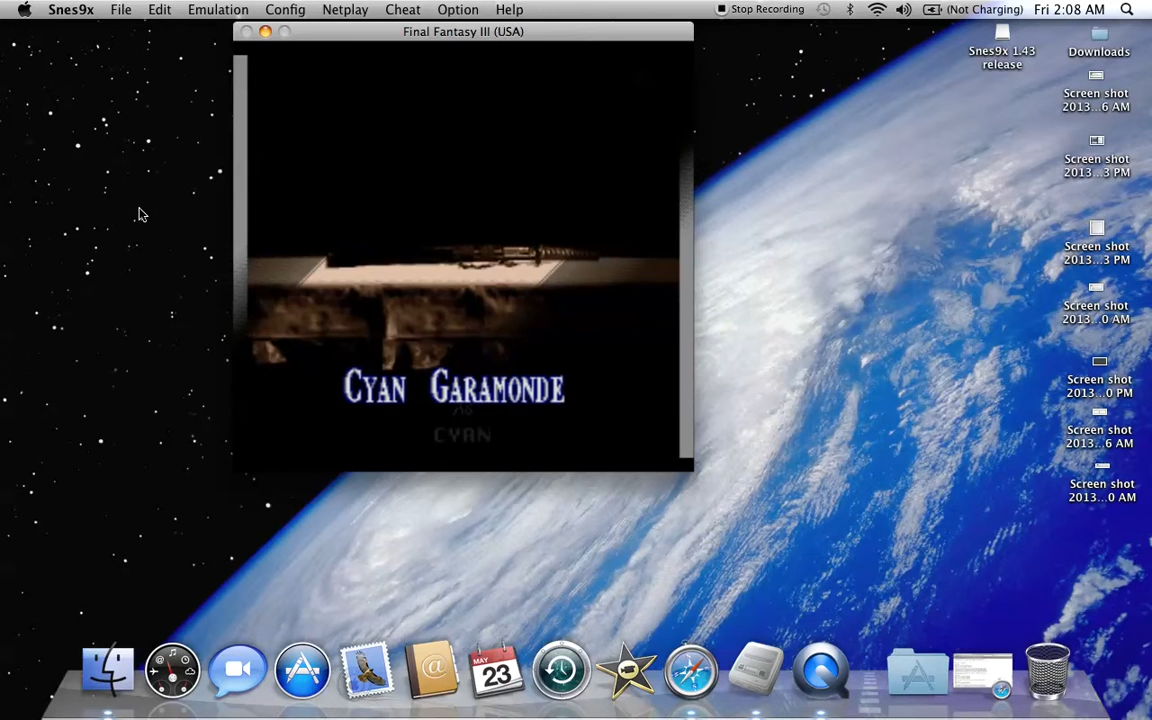 Snes9x File Edit Emulation Config Netplay Cheat Option Help Stop Recording (Not Charging) Fri 2:08 AM
Final Fantasy III (USA)
CYAN GARAMONDE
CYAN
Snes9x 1.43
release
Downloads
Screen shot
2013...6 AM
Screen shot
2013...3 PM
Screen shot
2013...3 PM
Screen shot
2013...0 AM
Screen shot
2013...0 PM
Screen shot
2013...6 AM
Screen shot
2013...0 AM
MAY
23